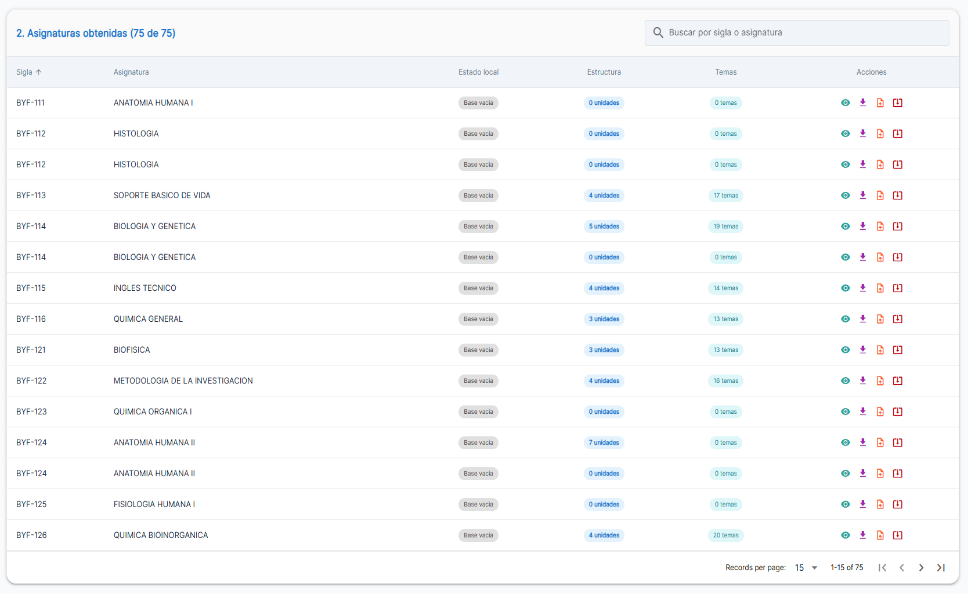 2. Asignaturas obtenidas (75 de 75)
Buscar por sigla o asignatura
Sigla ↑ Asignatura Estado local Estructura Temas Acciones
BYF-111 ANATOMIA HUMANA I Base vacía 0 unidades 0 temas
BYF-112 HISTOLOGIA Base vacía 0 unidades 0 temas
BYF-112 HISTOLOGIA Base vacía 0 unidades 0 temas
BYF-113 SOPORTE BASICO DE VIDA Base vacía 4 unidades 17 temas
BYF-114 BIOLOGIA Y GENETICA Base vacía 5 unidades 19 temas
BYF-114 BIOLOGIA Y GENETICA Base vacía 0 unidades 0 temas
BYF-115 INGLES TECNICO Base vacía 4 unidades 14 temas
BYF-116 QUIMICA GENERAL Base vacía 3 unidades 13 temas
BYF-121 BIOFISICA Base vacía 3 unidades 13 temas
BYF-122 METODOLOGIA DE LA INVESTIGACION Base vacía 4 unidades 16 temas
BYF-123 QUIMICA ORGANICA I Base vacía 0 unidades 0 temas
BYF-124 ANATOMIA HUMANA II Base vacía 7 unidades 0 temas
BYF-124 ANATOMIA HUMANA II Base vacía 0 unidades 0 temas
BYF-125 FISIOLOGIA HUMANA I Base vacía 0 unidades 0 temas
BYF-126 QUIMICA BIOINORGANICA Base vacía 4 unidades 20 temas
Records per page: 15 1-15 of 75